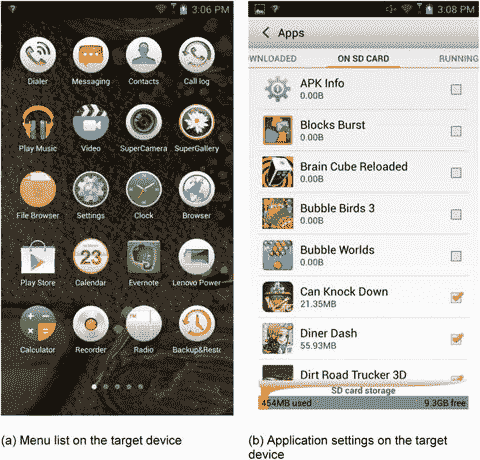 3:06 PM
Dialer Messaging Contacts Call log
Play Music Video SuperCamera SuperGallery
File Browser Settings Clock Browser
23
Play Store Calendar Evernote Lenovo Power
Calculator Recorder Radio Backup&Resto
3:08 PM
Apps
WNLOADED ON SD CARD RUNNING
APK Info
0.00B
Blocks Burst
0.00B
Brain Cube Reloaded
0.00B
Bubble Birds 3
0.00B
Bubble Worlds
0.00B
Can Knock Down
21.35MB
Diner Dash
55.93MB
Dirt Road Trucker 3D
SD card storage
454MB used 9.3GB free
(a) Menu list on the target device
(b) Application settings on the target
device